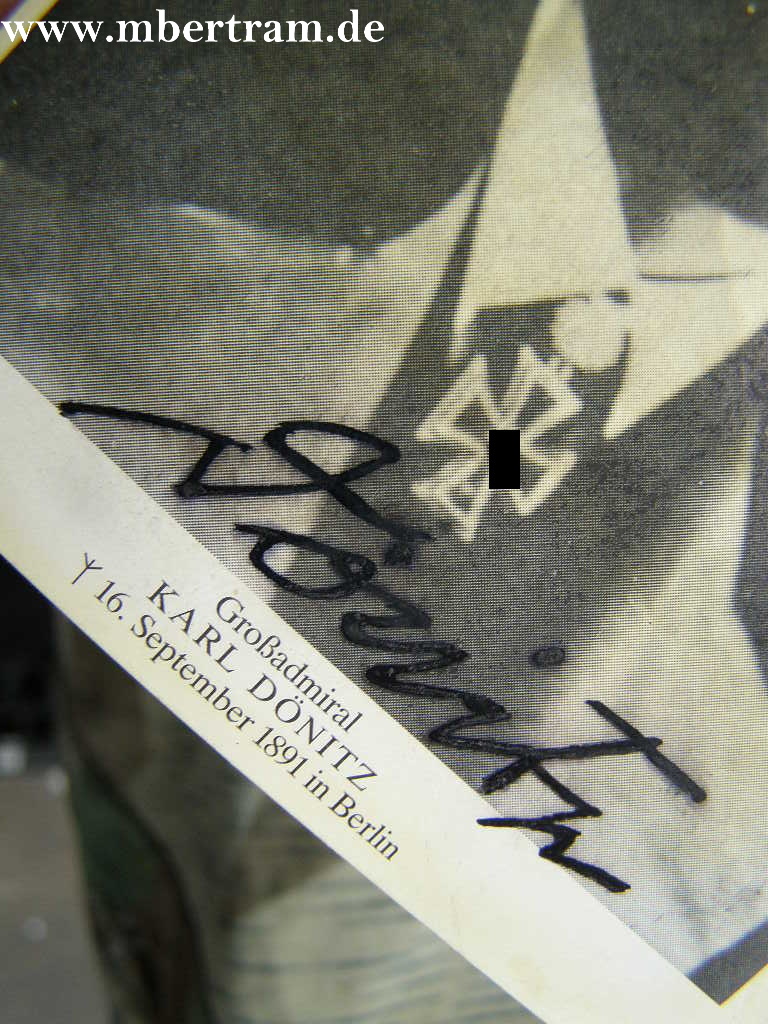 www.mbertram.de
Dönitz
Großadmiral
KARL DÖNITZ
ᛉ 16. September 1891 in Berlin